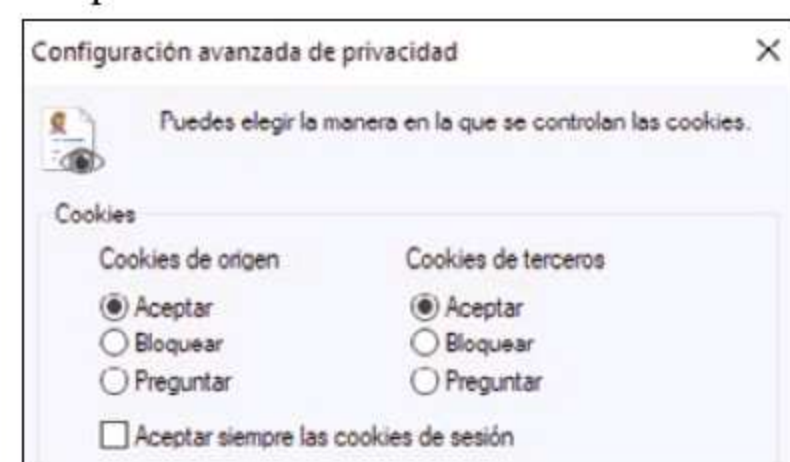 Configuración avanzada de privacidad
Puedes elegir la manera en la que se controlan las cookies.
Cookies
Cookies de origen Cookies de terceros
Aceptar Aceptar
Bloquear Bloquear
Preguntar Preguntar
Aceptar siempre las cookies de sesión